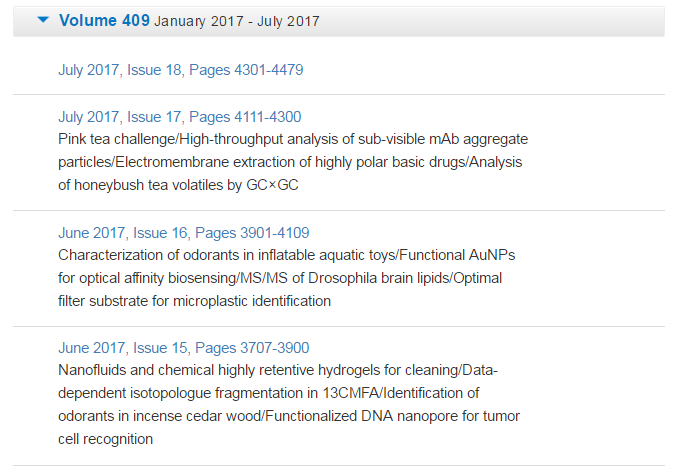 Volume 409 January 2017 - July 2017
July 2017, Issue 18, Pages 4301-4479
July 2017, Issue 17, Pages 4111-4300
Pink tea challenge/High-throughput analysis of sub-visible mAb aggregate
particles/Electromembrane extraction of highly polar basic drugs/Analysis
of honeybush tea volatiles by GC×GC
June 2017, Issue 16, Pages 3901-4109
Characterization of odorants in inflatable aquatic toys/Functional AuNPs
for optical affinity biosensing/MS/MS of Drosophila brain lipids/Optimal
filter substrate for microplastic identification
June 2017, Issue 15, Pages 3707-3900
Nanofluids and chemical highly retentive hydrogels for cleaning/Data-
dependent isotopologue fragmentation in 13CMFA/Identification of
odorants in incense cedar wood/Functionalized DNA nanopore for tumor
cell recognition